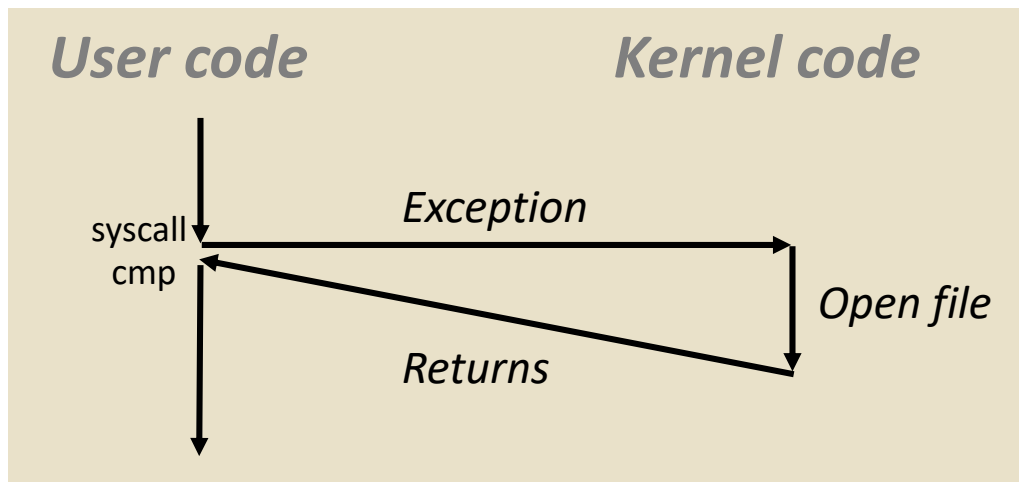 User code
Kernel code
Exception
syscall
cmp
Open file
Returns